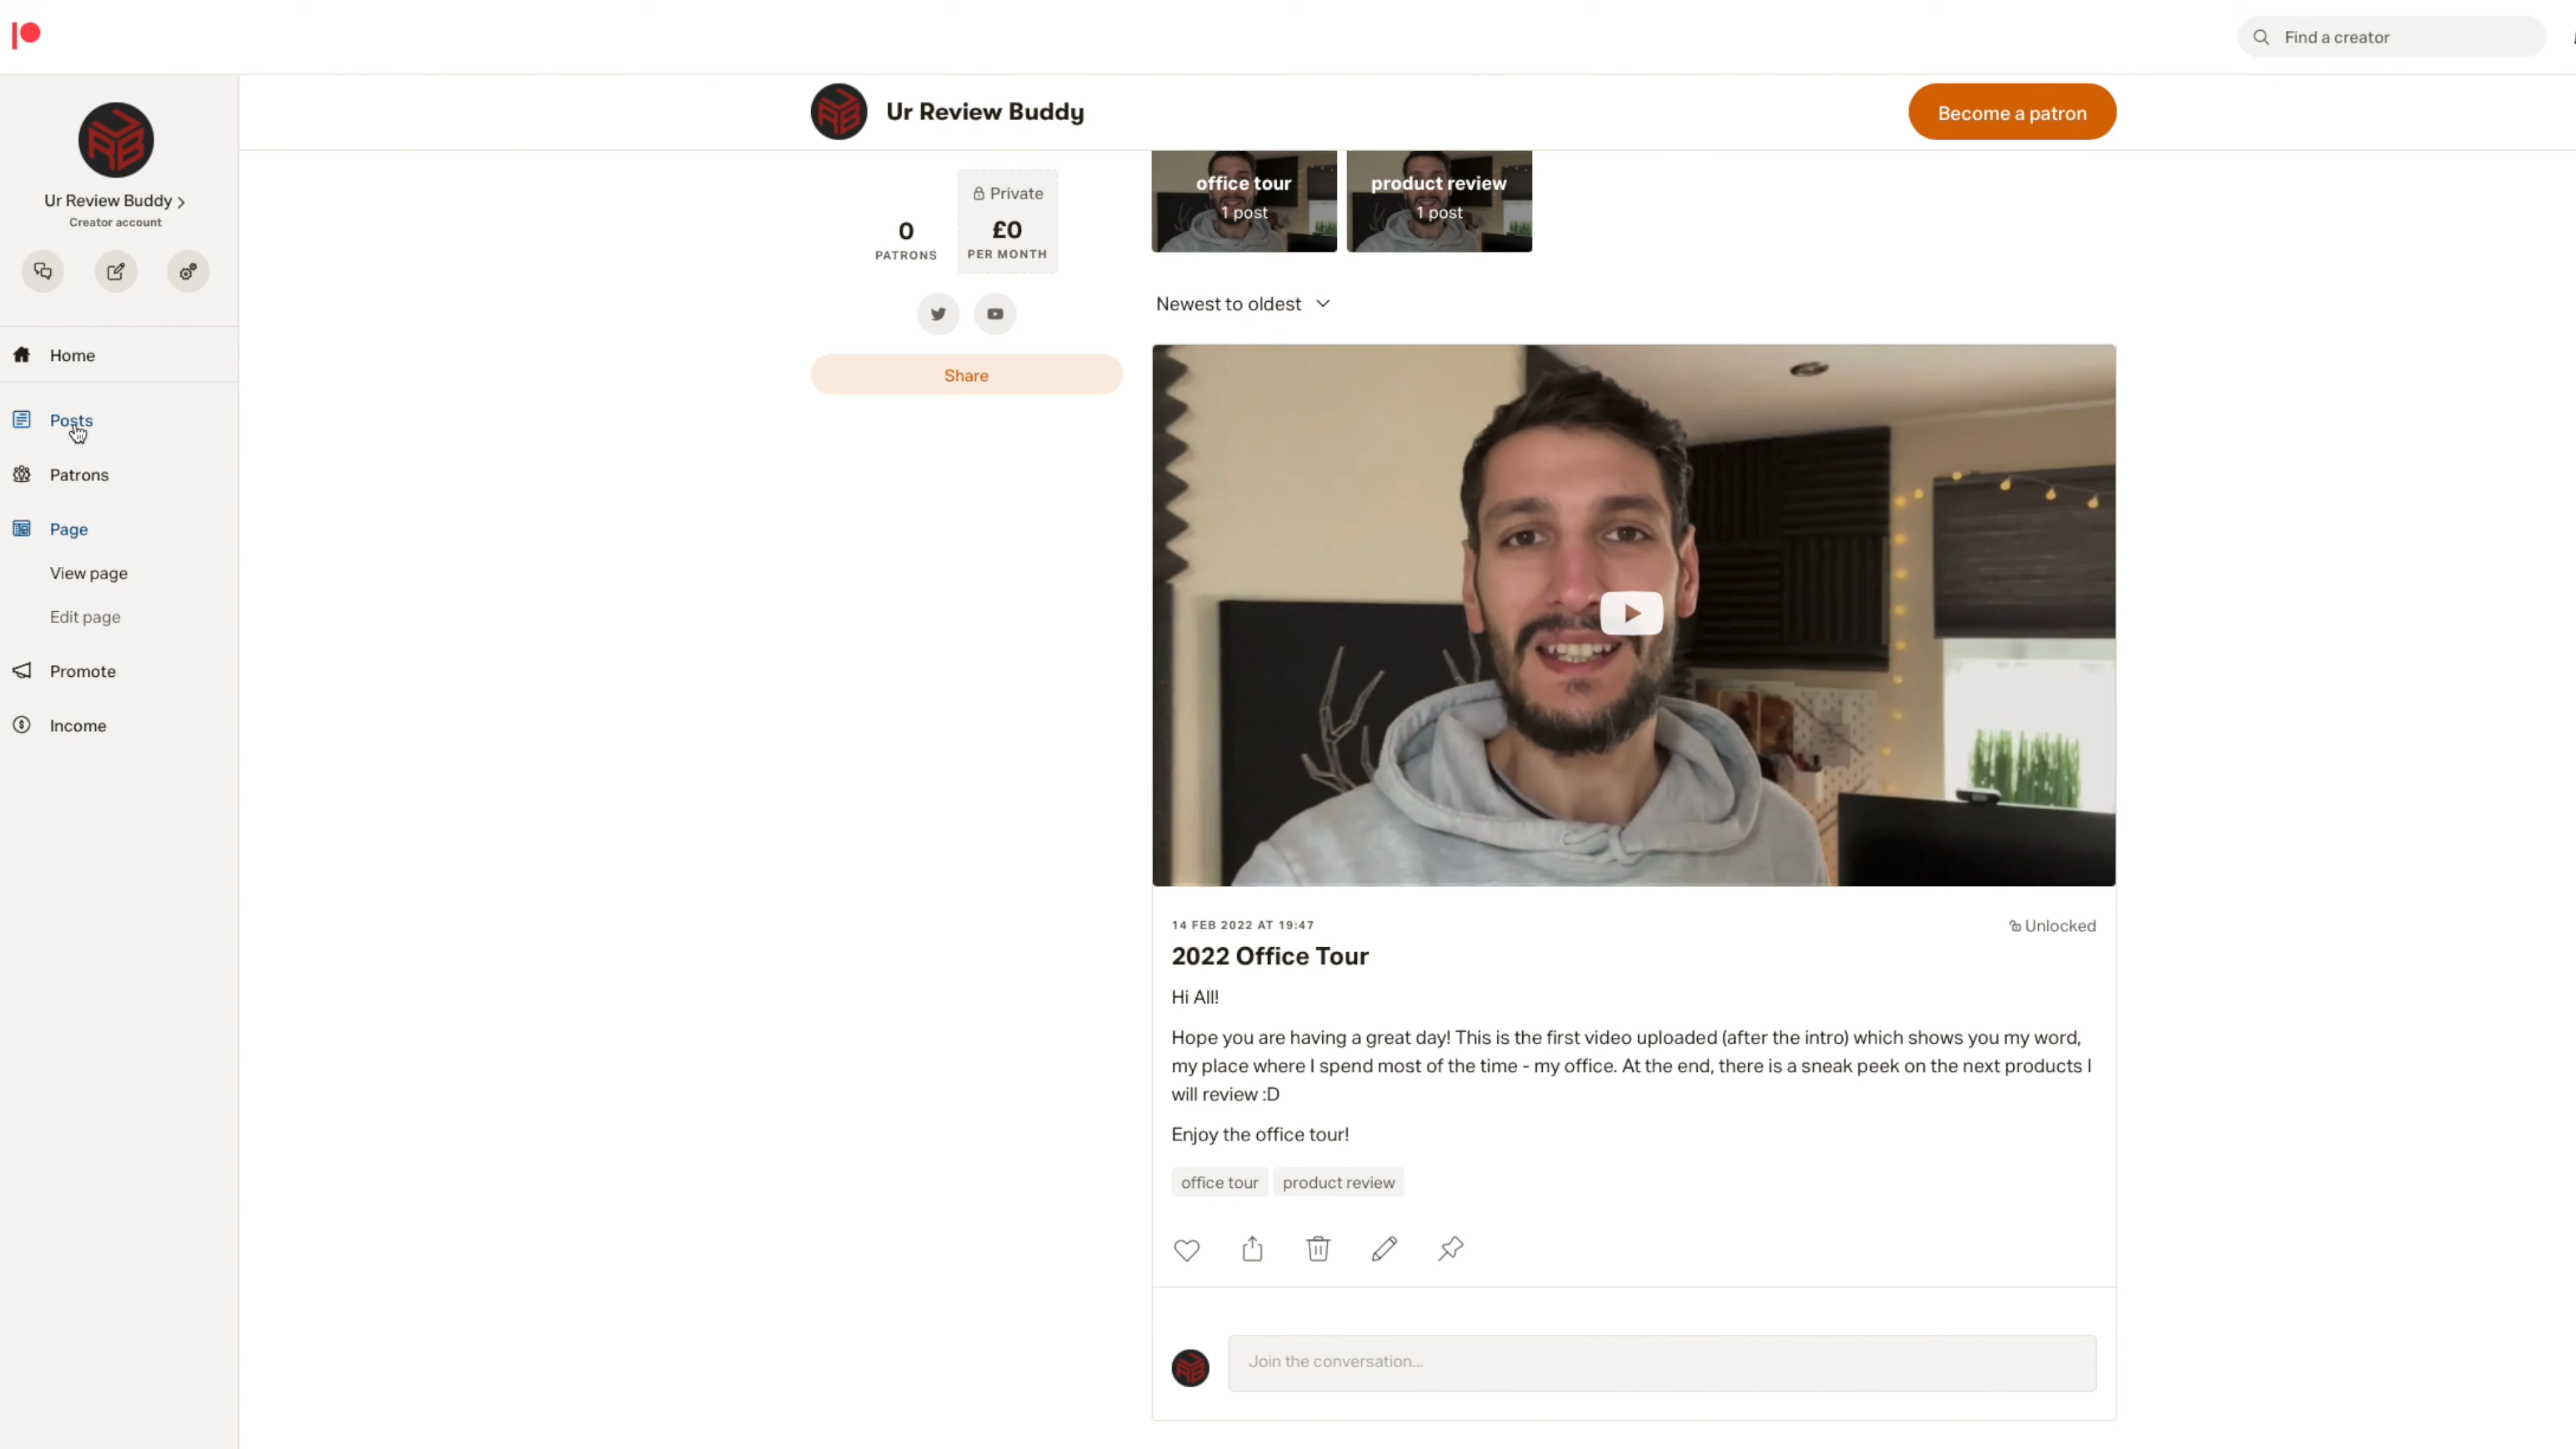 Find a creator
Ur Review Buddy
Become a patron
Ur Review Buddy
Creator account
Home
Posts
Patrons
Page
View page
Edit page
Promote
Income
0
PATRONS
Private
£0
PER MONTH
Share
office tour
1 post
product review
1 post
Newest to oldest
14 FEB 2022 AT 19:47
Unlocked
2022 Office Tour
Hi All!
Hope you are having a great day! This is the first video uploaded (after the intro) which shows you my word,
my place where I spend most of the time - my office. At the end, there is a sneak peek on the next products I
will review :D
Enjoy the office tour!
office tour
product review
Join the conversation...